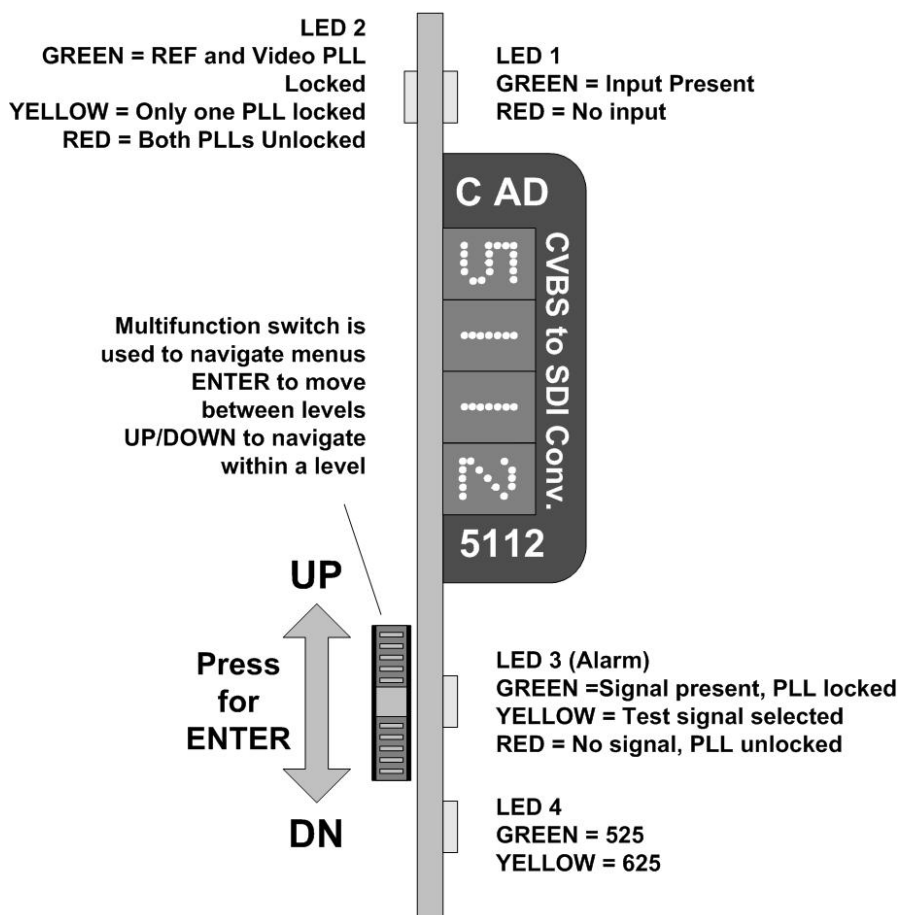 LED 2
GREEN = REF and Video PLL
Locked
YELLOW = Only one PLL locked
RED = Both PLLs Unlocked
LED 1
GREEN = Input Present
RED = No input
C AD
5
1
1
2
CVBS to SDI Conv.
5112
Multifunction switch is
used to navigate menus
ENTER to move
between levels
UP/DOWN to navigate
within a level
UP
Press
for
ENTER
DN
LED 3 (Alarm)
GREEN =Signal present, PLL locked
YELLOW = Test signal selected
RED = No signal, PLL unlocked
LED 4
GREEN = 525
YELLOW = 625